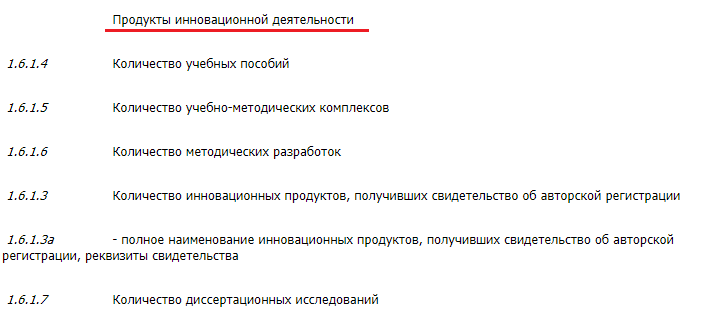 Продукты инновационной деятельности
1.6.1.4 Количество учебных пособий
1.6.1.5 Количество учебно-методических комплексов
1.6.1.6 Количество методических разработок
1.6.1.3 Количество инновационных продуктов, получивших свидетельство об авторской регистрации
1.6.1.3а - полное наименование инновационных продуктов, получивших свидетельство об авторской
регистрации, реквизиты свидетельства
1.6.1.7 Количество диссертационных исследований